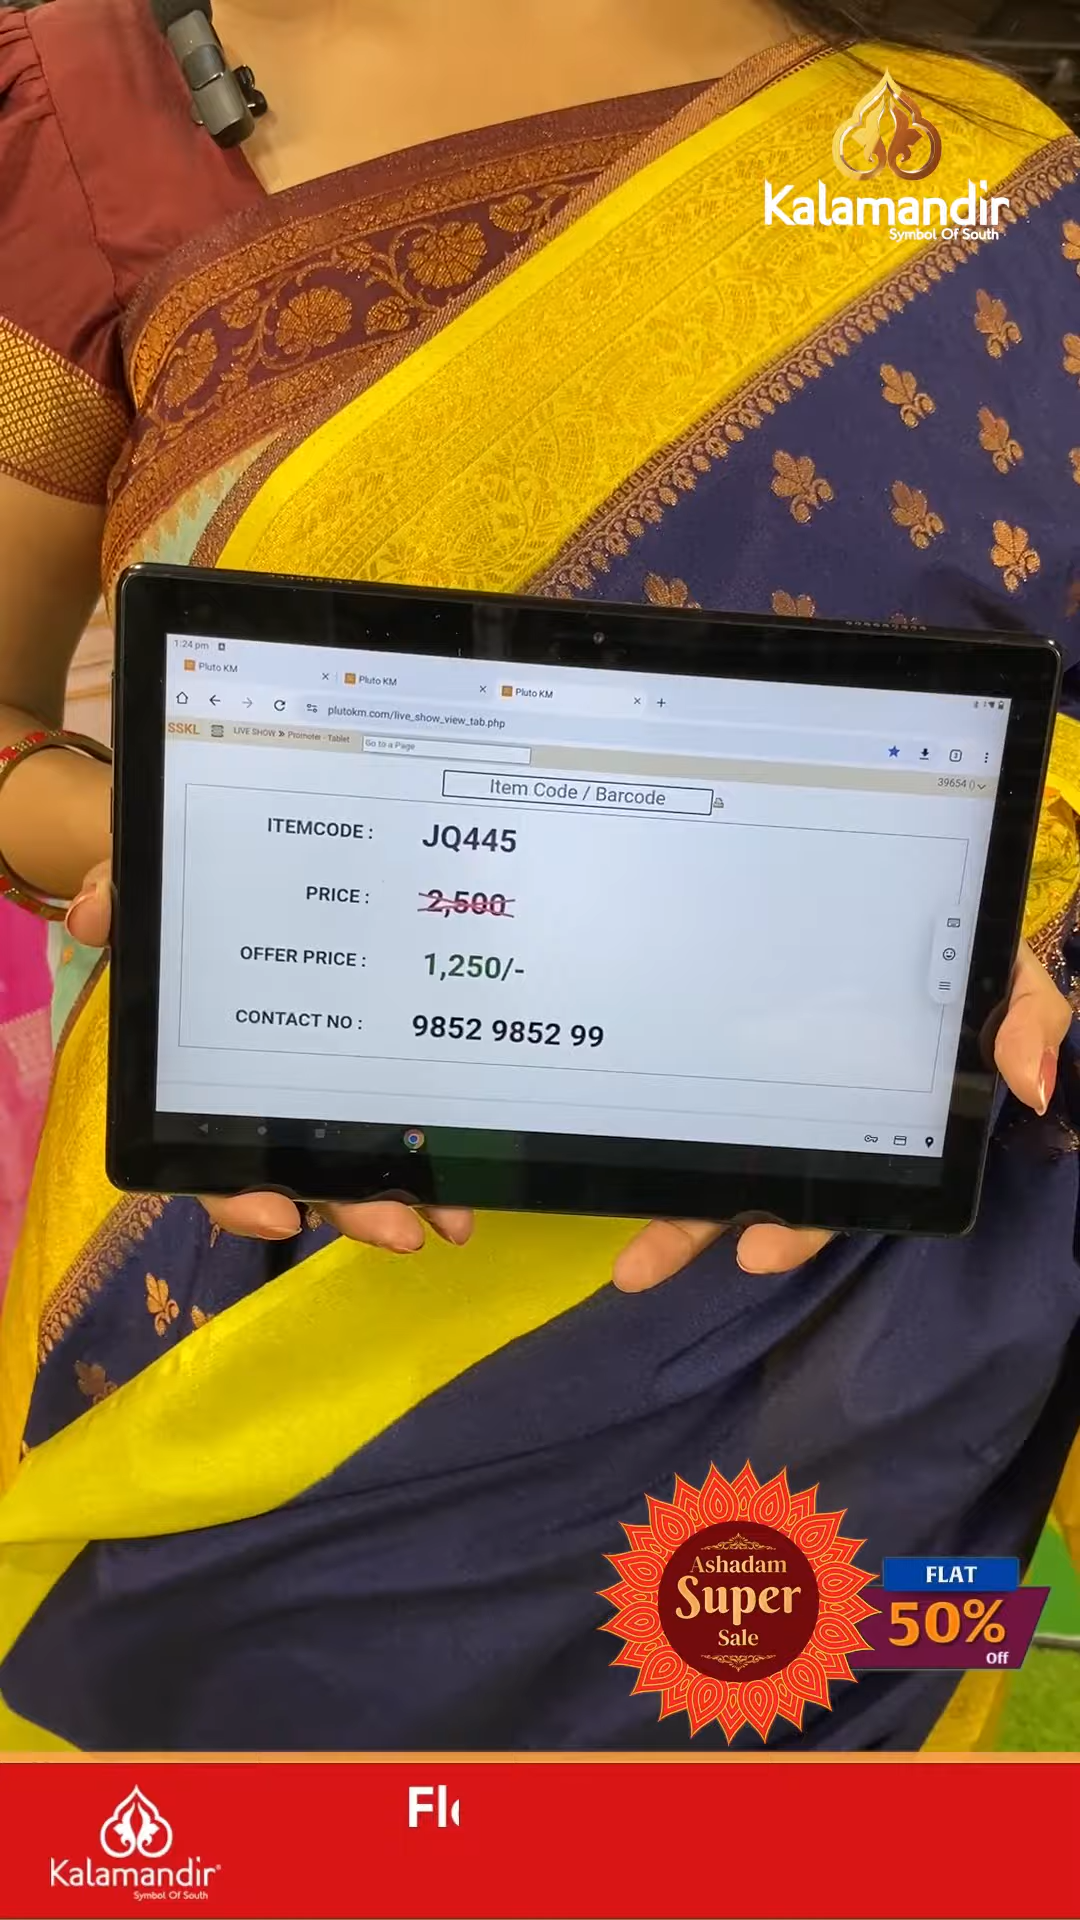 Kalamandir
Symbol Of South
1:24 pm
Pluto KM
Pluto KM
Pluto KM
plutokm.com/live_show_view_tab.php
SSKL
LIVE SHOW » Promoter - Tablet
Go to a Page
39654 ()
Item Code / Barcode
ITEMCODE : JQ445
PRICE : 2,500
OFFER PRICE : 1,250/-
CONTACT NO : 9852 9852 99
Ashadam
Super
Sale
FLAT
50%
Off
Kalamandir
Symbol Of South